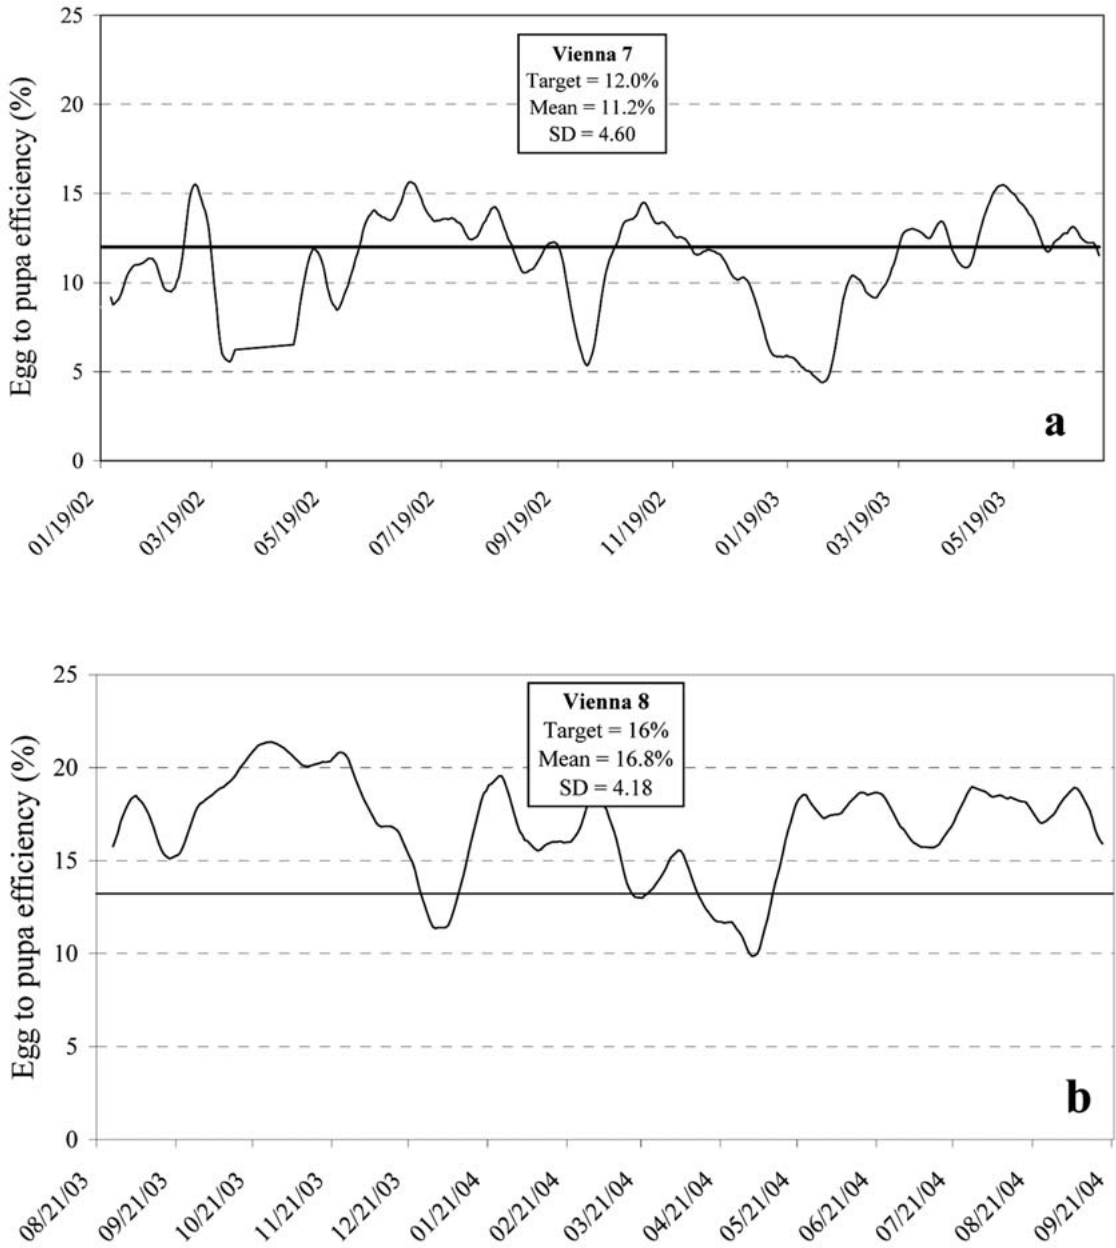 25
20
15
10
5
0
Egg to pupa efficiency (%)
Vienna 7
Target = 12.0%
Mean = 11.2%
SD = 4.60
a
01/19/02
03/19/02
05/19/02
07/19/02
09/19/02
11/19/02
01/19/03
03/19/03
05/19/03
25
20
15
10
5
0
Egg to pupa efficiency (%)
Vienna 8
Target = 16%
Mean = 16.8%
SD = 4.18
b
08/21/03
09/21/03
10/21/03
11/21/03
12/21/03
01/21/04
02/21/04
03/21/04
04/21/04
05/21/04
06/21/04
07/21/04
08/21/04
09/21/04